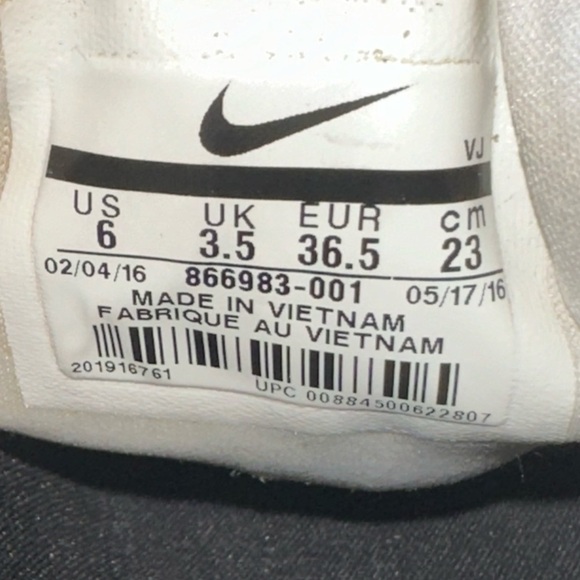 VJ
US UK EUR cm
6 3.5 36.5 23
02/04/16 866983-001 05/17/16
MADE IN VIETNAM
FABRIQUE AU VIETNAM
201916761 UPC 00884500622807